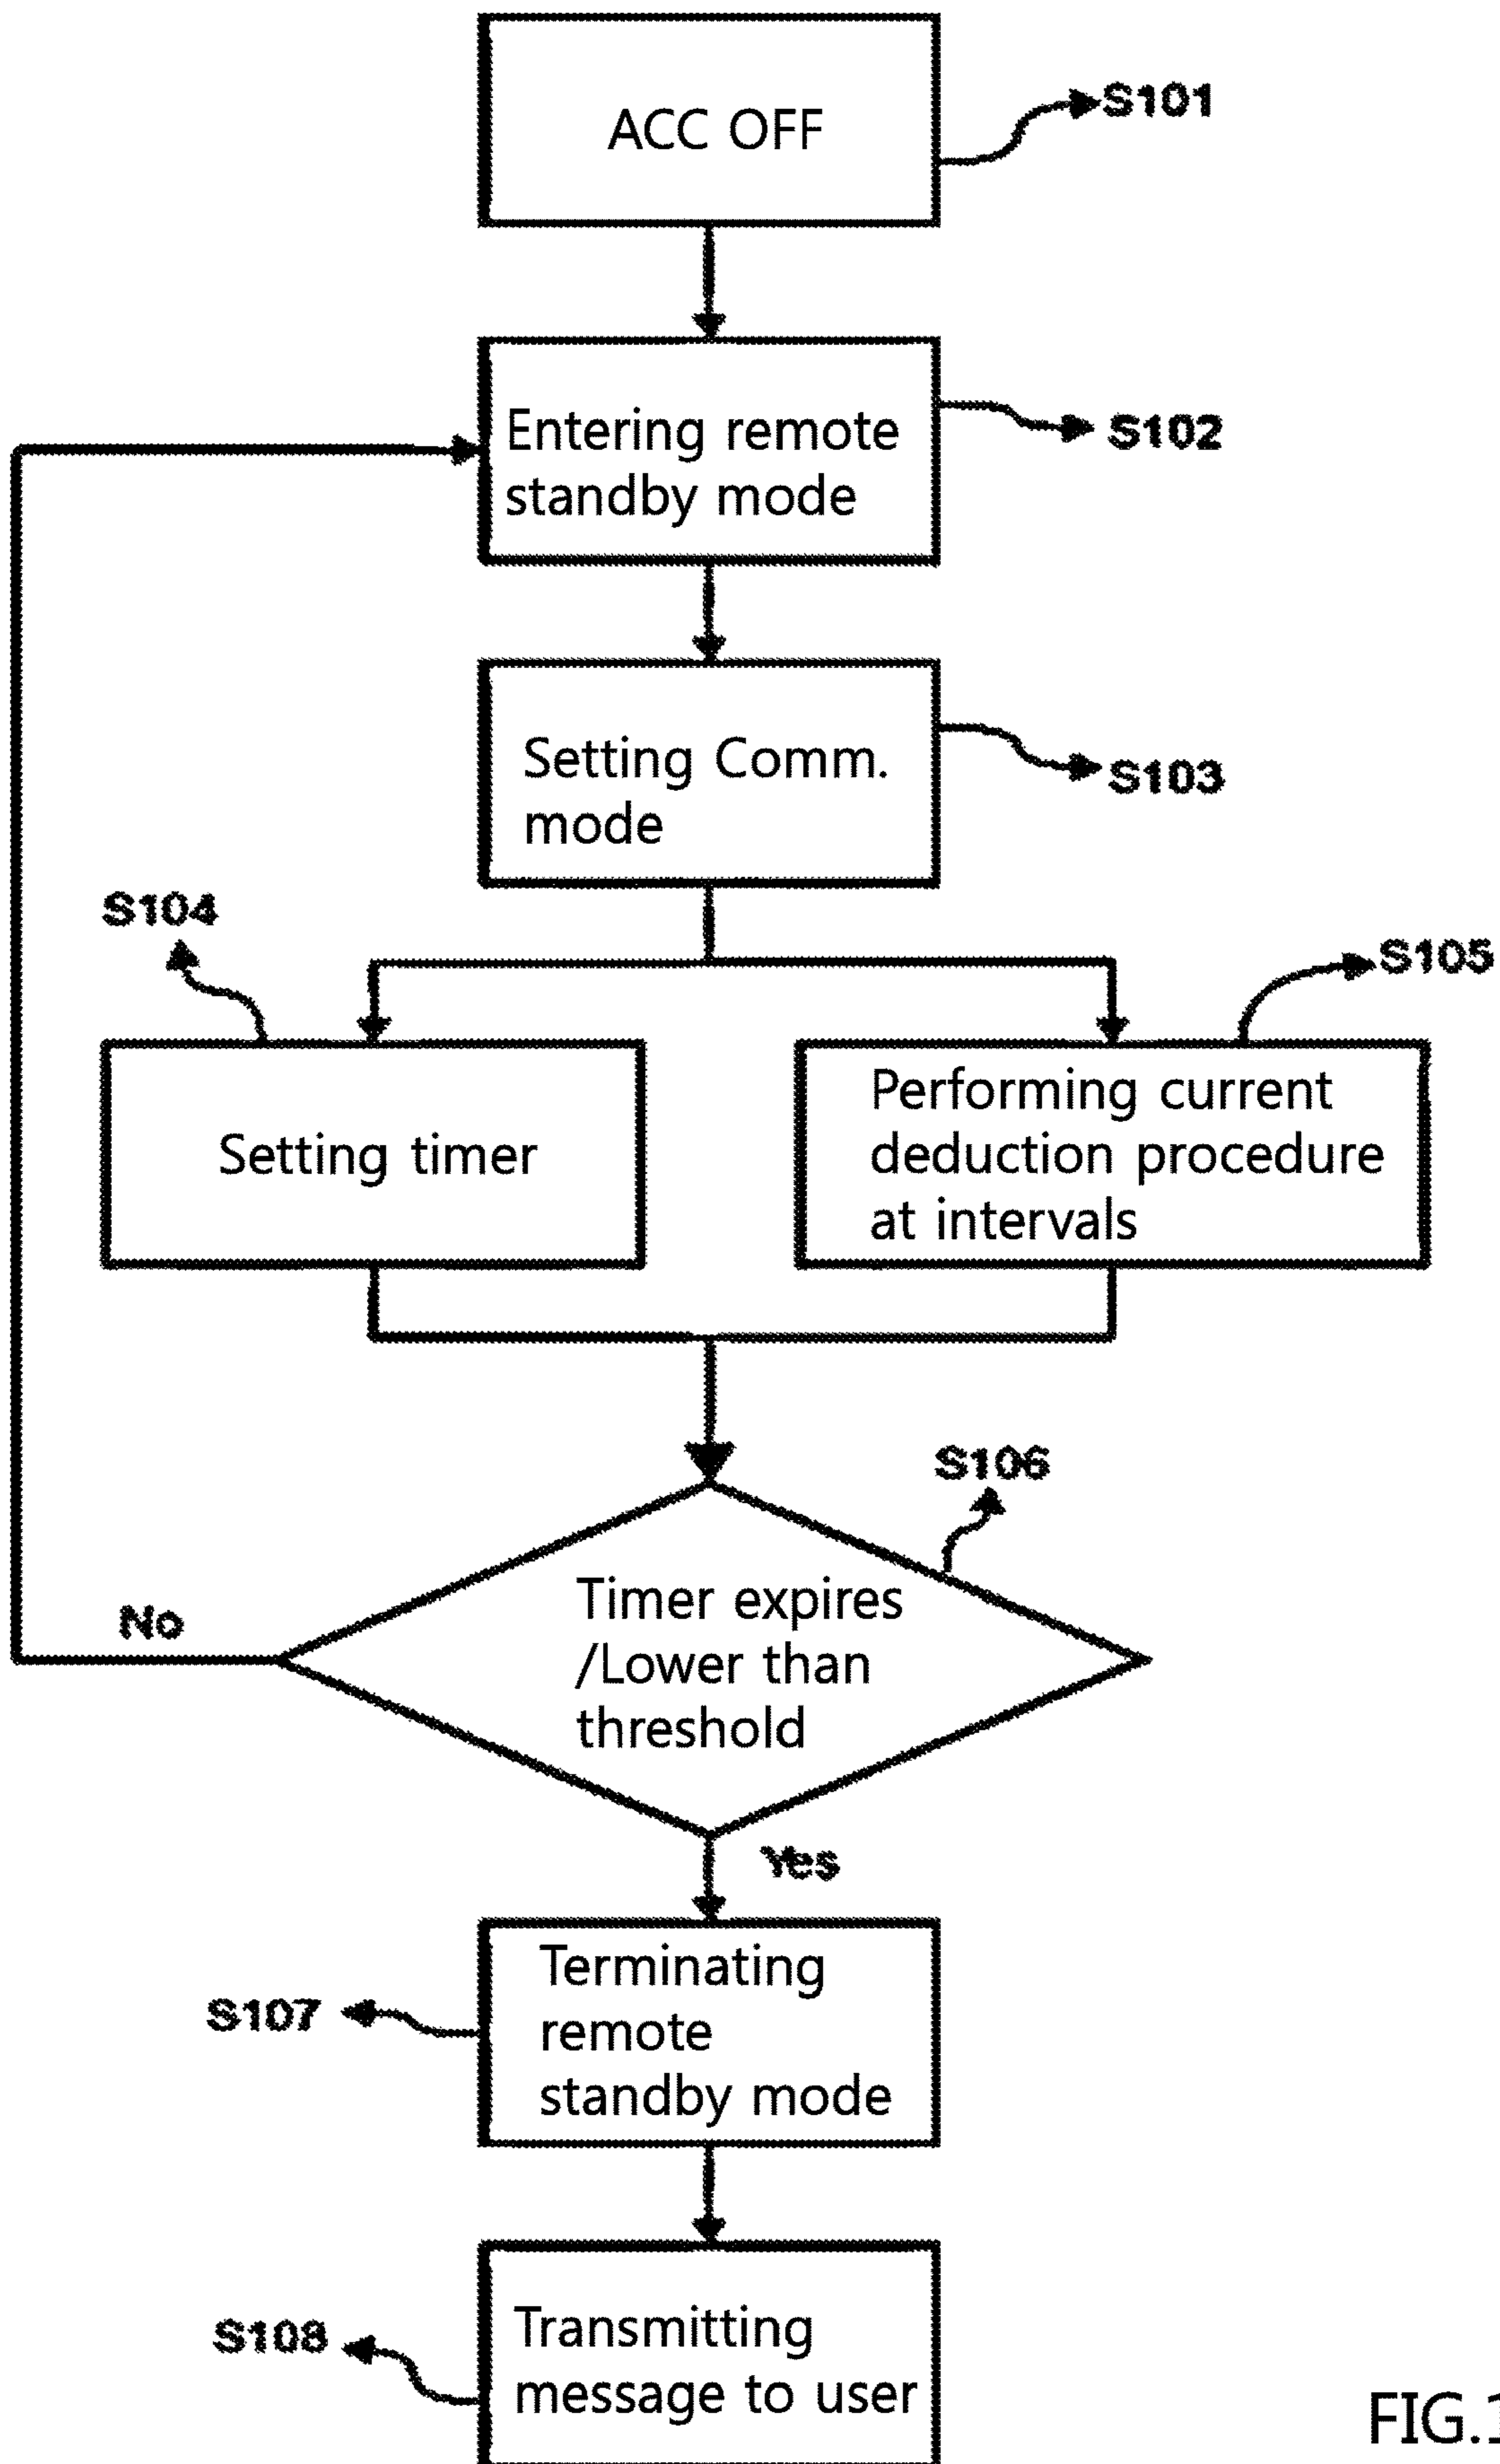 ACC OFF
S101
Entering remote
standby mode
S102
Setting Comm.
mode
S103
S104
S105
Setting timer
Performing current
deduction procedure
at intervals
S106
Timer expires
/Lower than
threshold
No
Yes
Terminating
remote
standby mode
S107
Transmitting
message to user
S108
FIG.1